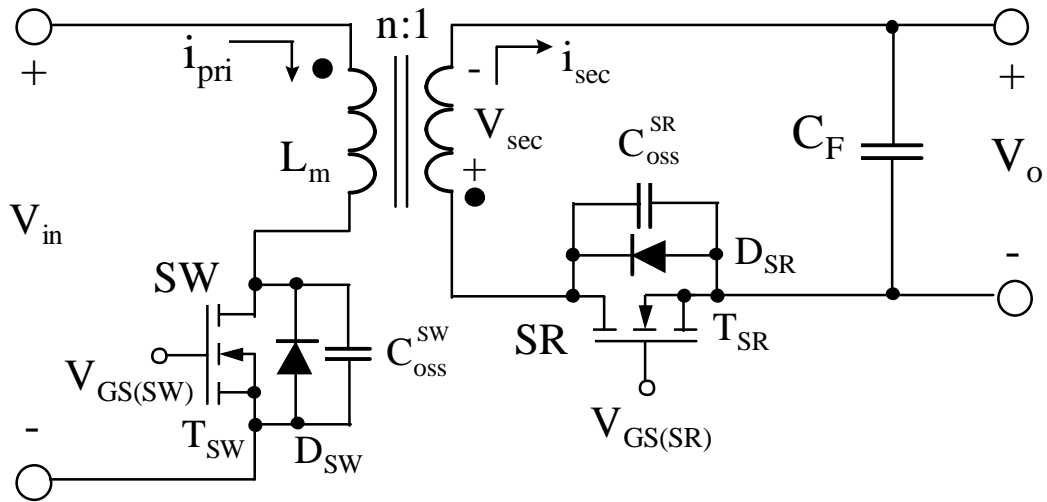 n:1
+
i_pri
-
i_sec
+
V_sec
C_oss^SR
C_F
V_o
L_m
+
V_in
D_SR
-
SW
SR
T_SR
C_oss^SW
V_GS(SW)
V_GS(SR)
-
T_SW
D_SW